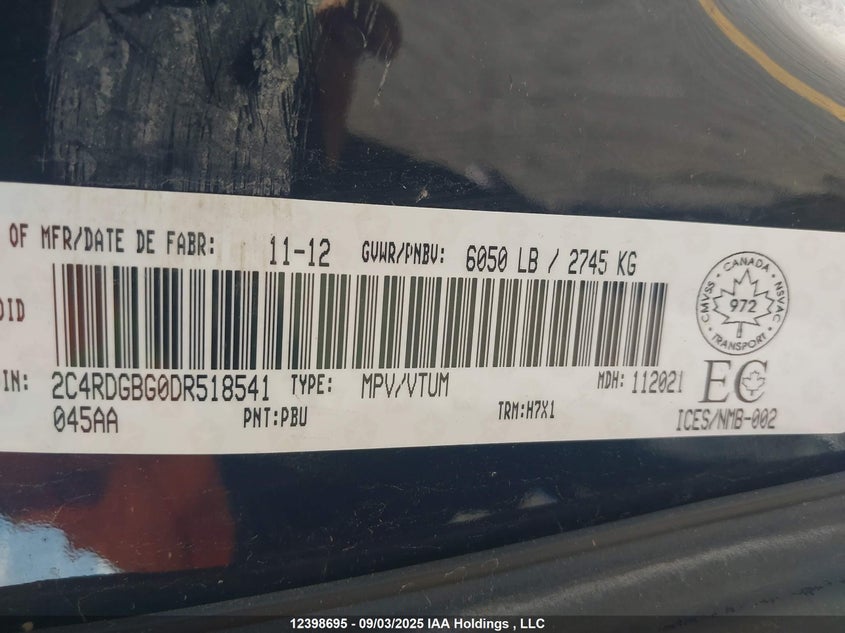 OF MFR/DATE DE FABR: 11-12 GVWR/PNBV: 6050 LB / 2745 KG
CMVSS · CANADA · NSVAC · TRANSPORT ·
972
OID
IN: 2C4RDGBG0DR518541 TYPE: MPV/VTUM MDH: 112021 EC
045AA PNT:PBU TRM:H7X1 ICES/NMB-002
12398695 - 09/03/2025 IAA Holdings , LLC